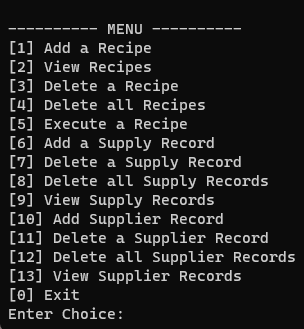 ---------- MENU ----------
[1] Add a Recipe
[2] View Recipes
[3] Delete a Recipe
[4] Delete all Recipes
[5] Execute a Recipe
[6] Add a Supply Record
[7] Delete a Supply Record
[8] Delete all Supply Records
[9] View Supply Records
[10] Add Supplier Record
[11] Delete a Supplier Record
[12] Delete all Supplier Records
[13] View Supplier Records
[0] Exit
Enter Choice: